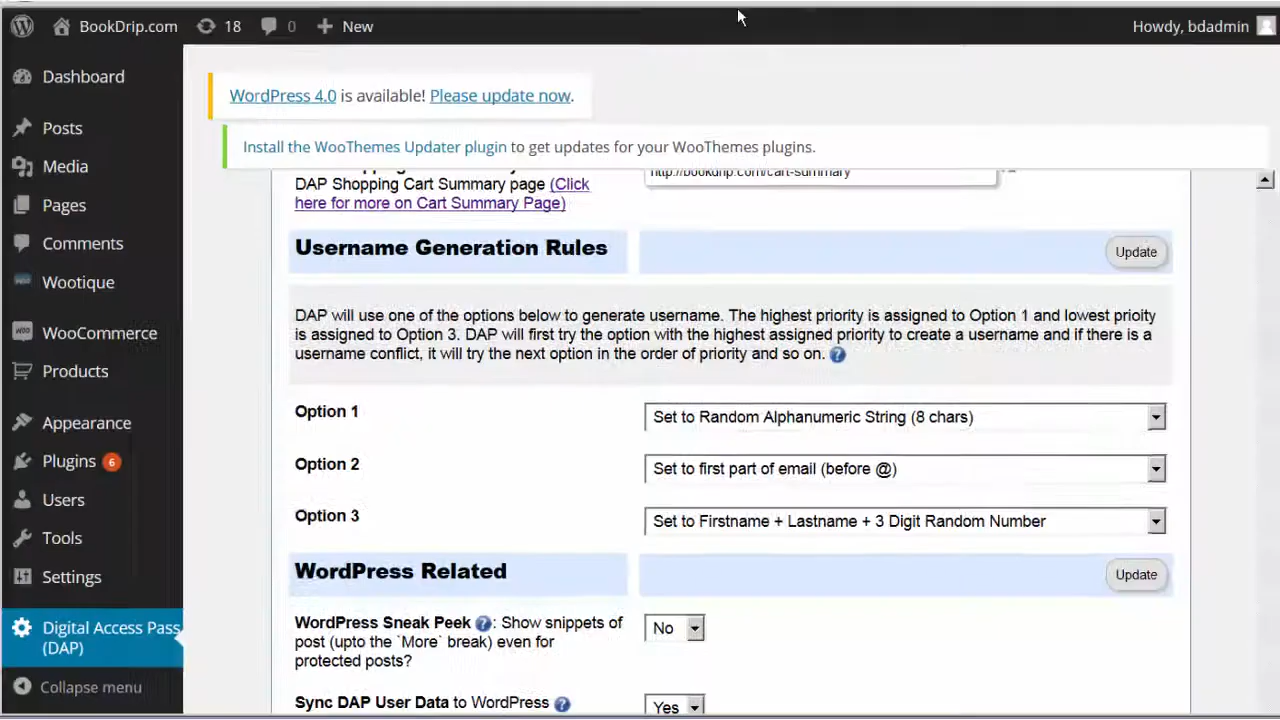 BookDrip.com 18 0 New Howdy, bdadmin
Dashboard
Posts
Media
Pages
Comments
Wootique
WooCommerce
Products
Appearance
Plugins 6
Users
Tools
Settings
Digital Access Pass
(DAP)
Collapse menu
WordPress 4.0 is available! Please update now.
Install the WooThemes Updater plugin to get updates for your WooThemes plugins.
DAP Shopping Cart Summary page (Click
here for more on Cart Summary Page)
http://bookdrip.com/cart-summary
Username Generation Rules
Update
DAP will use one of the options below to generate username. The highest priority is assigned to Option 1 and lowest prioity
is assigned to Option 3. DAP will first try the option with the highest assigned priority to create a username and if there is a
username conflict, it will try the next option in the order of priority and so on.
Option 1
Set to Random Alphanumeric String (8 chars)
Option 2
Set to first part of email (before @)
Option 3
Set to Firstname + Lastname + 3 Digit Random Number
WordPress Related
Update
WordPress Sneak Peek : Show snippets of
post (upto the `More` break) even for
protected posts?
No
Sync DAP User Data to WordPress
Yes